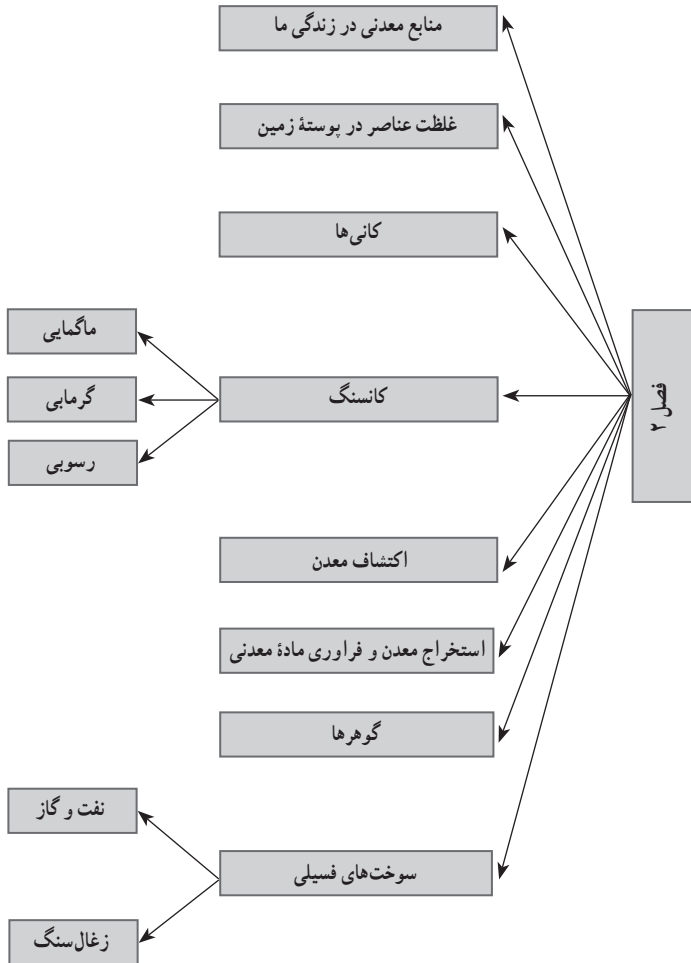 فصل ۲
منابع معدنی در زندگی ما
غلظت عناصر در پوستهٔ زمین
کانی‌ها
کانسنگ
ماگمایی
گرمابی
رسوبی
اکتشاف معدن
استخراج معدن و فراوری مادهٔ معدنی
گوهرها
سوخت‌های فسیلی
نفت و گاز
زغال‌سنگ